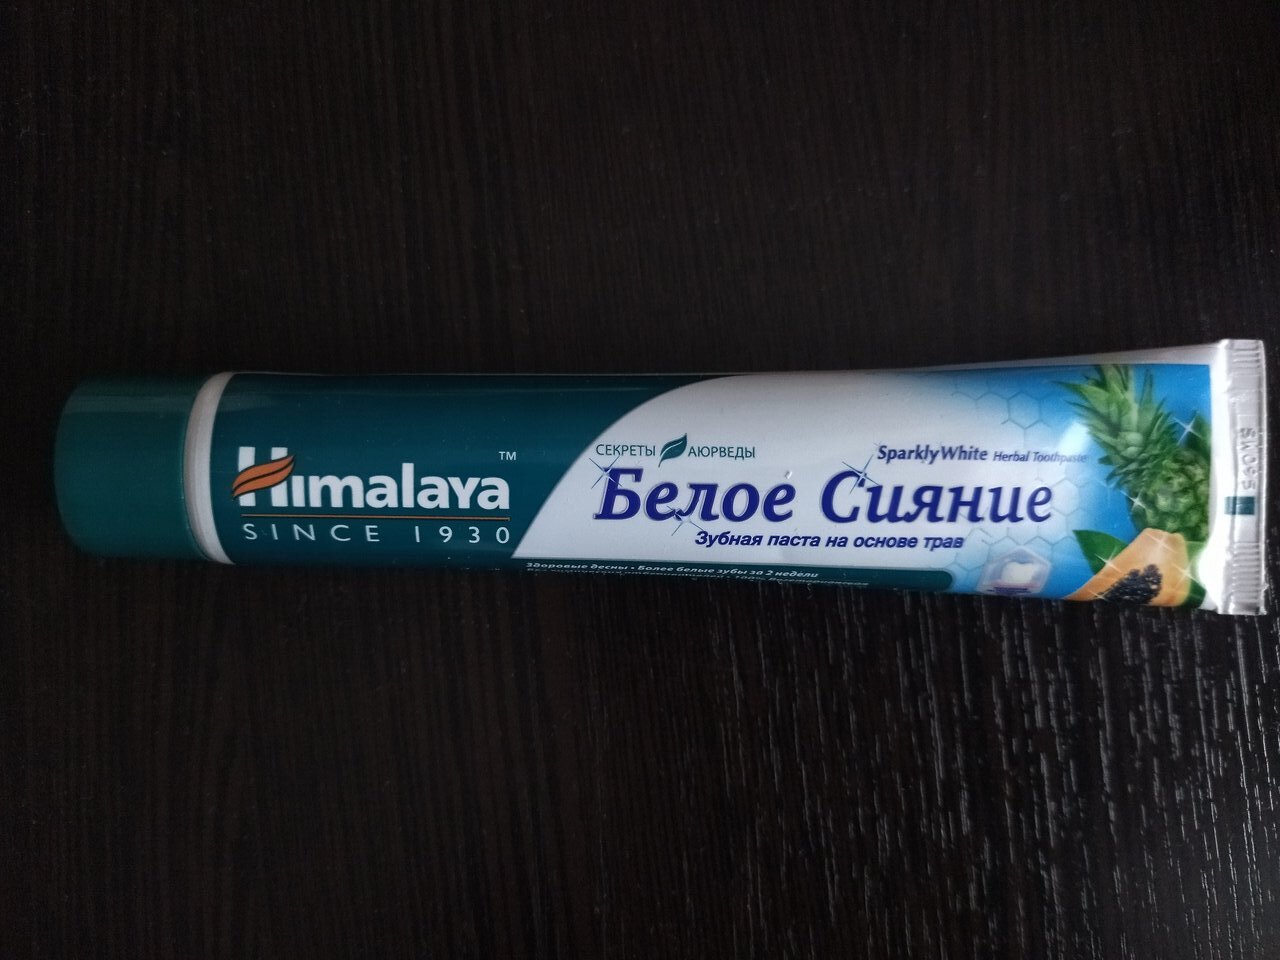 Himalaya™
SINCE 1930
СЕКРЕТЫ АЮРВЕДЫ
Sparkly White Herbal Toothpaste
Белое Сияние
Зубная паста на основе трав
Здоровые десны • Более белые зубы за 2 недели
100%